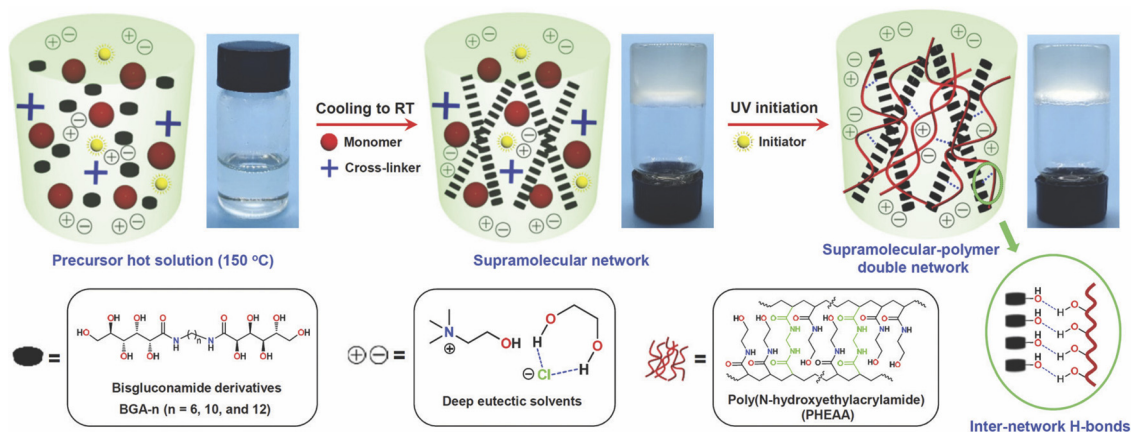 Cooling to RT
Monomer
Cross-linker
UV initiation
Initiator
Precursor hot solution (150 °C)
Supramolecular network
Supramolecular-polymer
double network
Bisgluconamide derivatives
BGA-n (n = 6, 10, and 12)
Deep eutectic solvents
Poly(N-hydroxyethylacrylamide)
(PHEAA)
Inter-network H-bonds